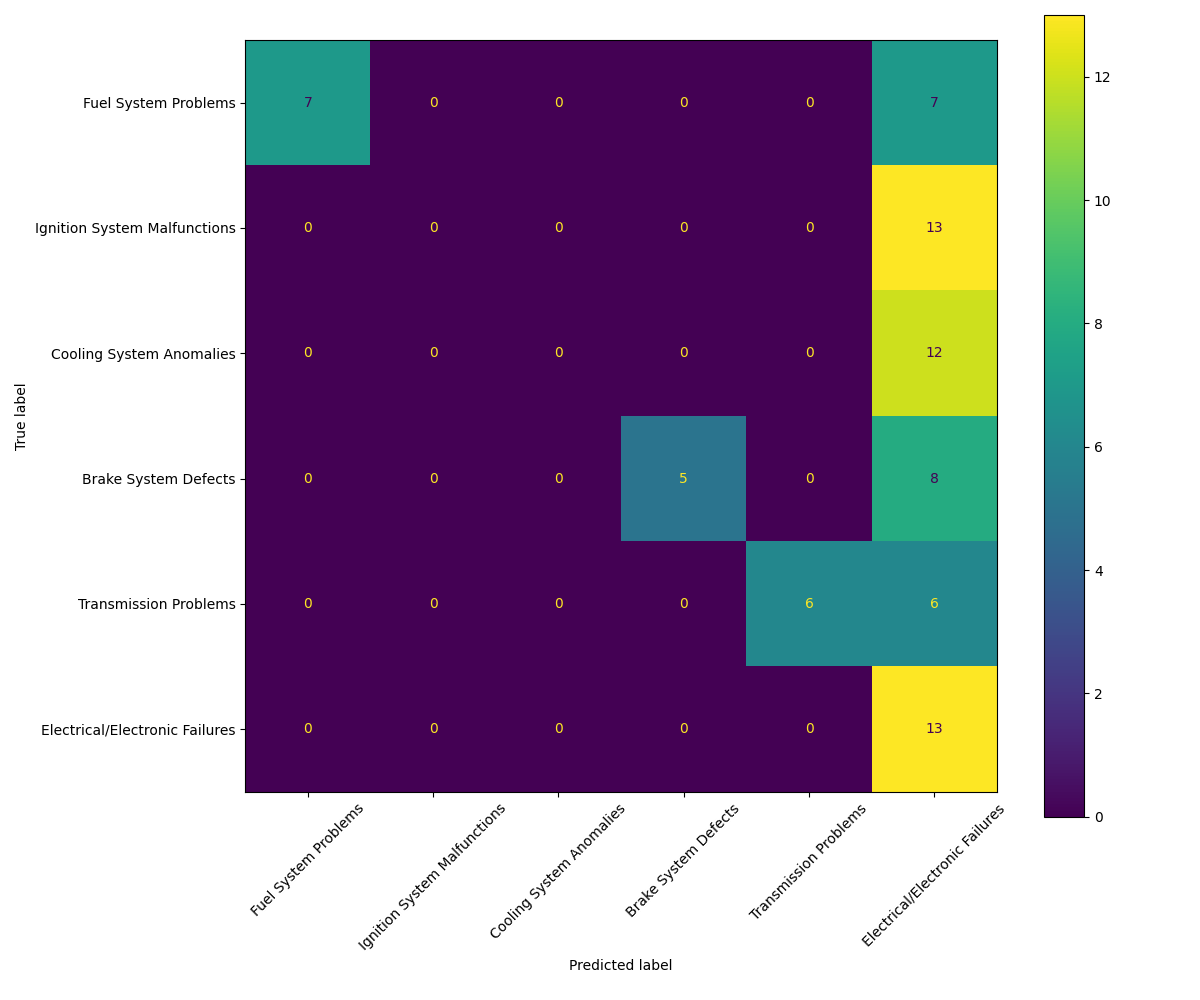 Fuel System Problems 7 0 0 0 0 7
Ignition System Malfunctions 0 0 0 0 0 13
Cooling System Anomalies 0 0 0 0 0 12
Brake System Defects 0 0 0 5 0 8
Transmission Problems 0 0 0 0 6 6
Electrical/Electronic Failures 0 0 0 0 0 13
True label
Fuel System Problems
Ignition System Malfunctions
Cooling System Anomalies
Brake System Defects
Transmission Problems
Electrical/Electronic Failures
Predicted label
12
10
8
6
4
2
0